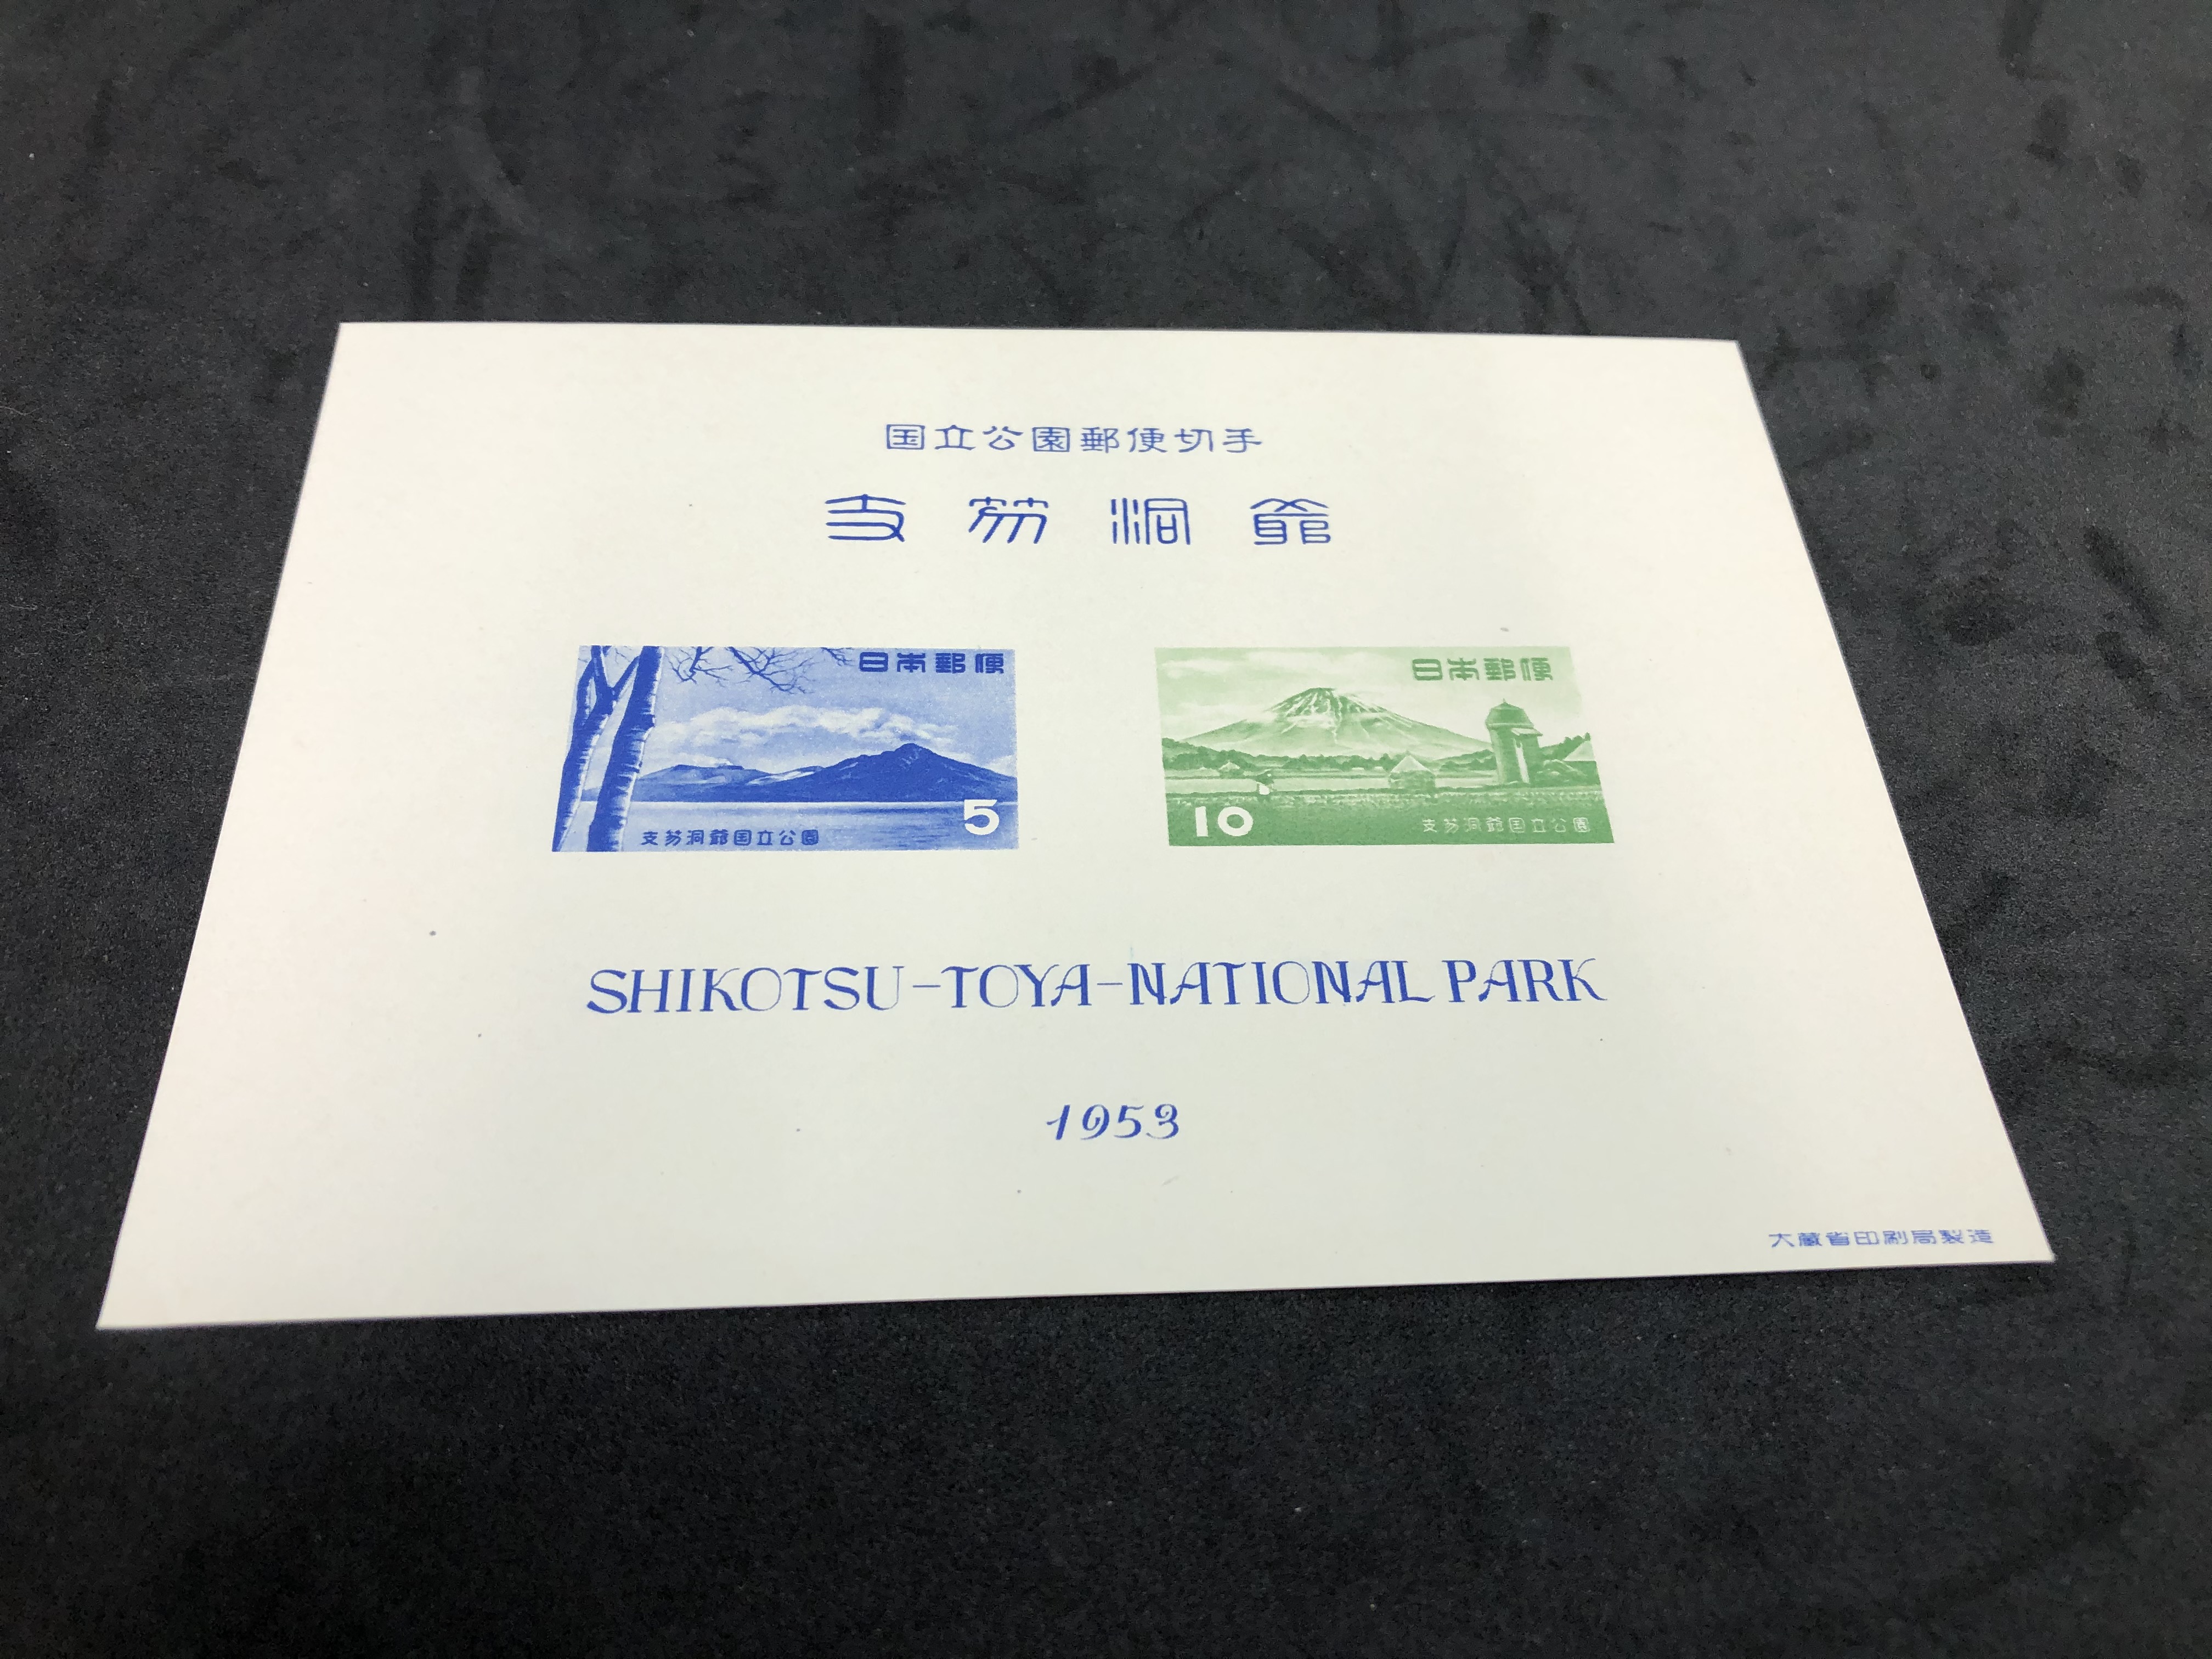 国立公園郵便切手
支笏洞爺
日本郵便
5
支笏洞爺国立公園
日本郵便
10
支笏洞爺国立公園
SHIKOTSU-TOYA-NATIONAL PARK
1953
大蔵省印刷局製造